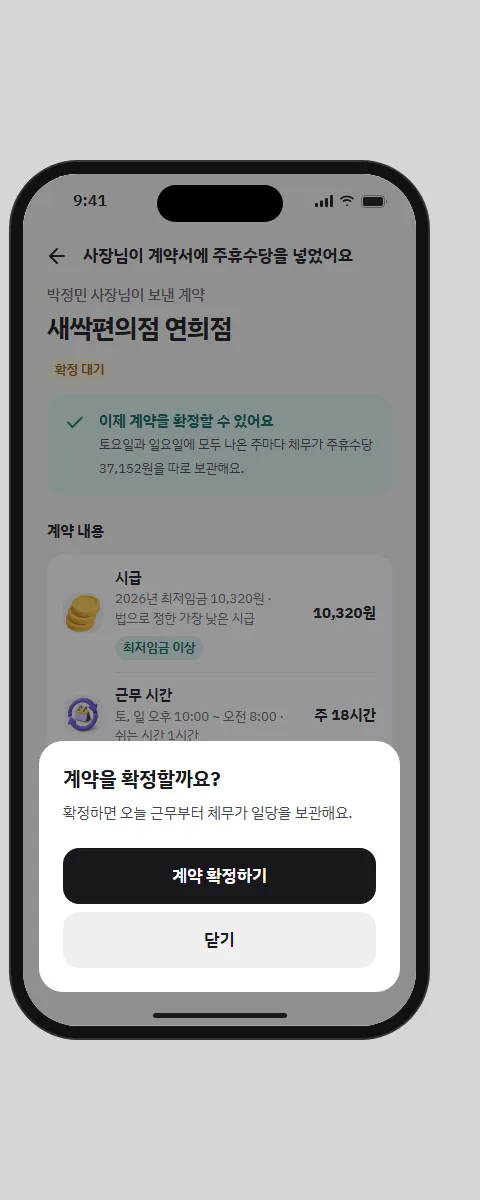 9:41
사장님이 계약서에 주휴수당을 넣었어요
박정민 사장님이 보낸 계약
새싹편의점 연희점
확정 대기
이제 계약을 확정할 수 있어요
토요일과 일요일에 모두 나온 주마다 체무가 주휴수당
37,152원을 따로 보관해요.
계약 내용
시급
2026년 최저임금 10,320원 ·
법으로 정한 가장 낮은 시급
10,320원
최저임금 이상
근무 시간
토, 일 오후 10:00 ~ 오전 8:00 ·
쉬는 시간 1시간
주 18시간
계약을 확정할까요?
확정하면 오늘 근무부터 체무가 일당을 보관해요.
계약 확정하기
닫기